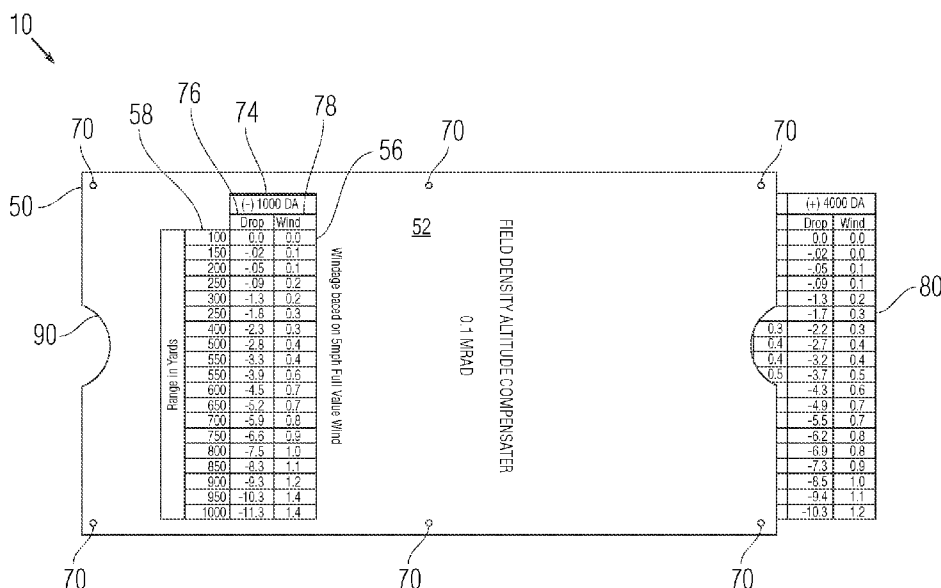 10
76
74
78
58
70
56
70
70
50
(-) 1000 DA
(+) 4000 DA
52
Drop Wind
Drop Wind
100 0.0 0.0
0.0 0.0
150 -.02 0.1
-.02 0.0
200 -.05 0.1
-.05 0.1
250 -.09 0.2
-.09 0.1
80
300 -1.3 0.2
-1.3 0.2
250 -1.8 0.3
-1.7 0.3
90
400 -2.3 0.3
0.3 -2.2 0.3
500 -2.8 0.4
0.4 -2.7 0.4
550 -3.3 0.4
0.4 -3.2 0.4
550 -3.9 0.6
0.5 -3.7 0.5
600 -4.5 0.7
-4.3 0.6
650 -5.2 0.7
-4.9 0.7
700 -5.9 0.8
-5.5 0.7
750 -6.6 0.9
-6.2 0.8
800 -7.5 1.0
-6.9 0.8
850 -8.3 1.1
-7.3 0.9
900 -9.3 1.2
-8.5 1.0
950 -10.3 1.4
-9.4 1.1
1000 -11.3 1.4
-10.3 1.2
Range in Yards
Windage based on 5mph Full Value Wind
FIELD DENSITY ALTITUDE COMPENSATER
0.1 MRAD
70
70
70